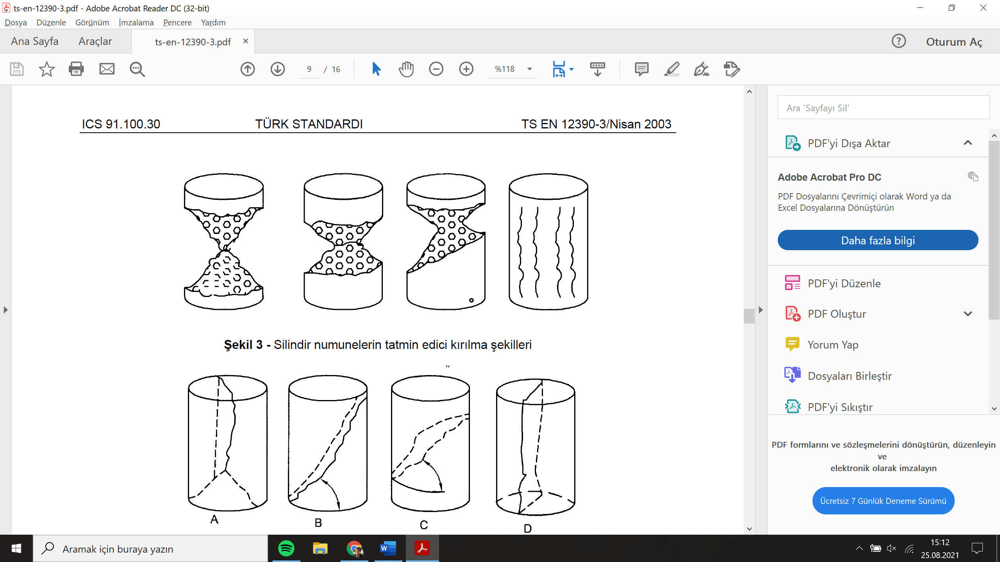 ts-en-12390-3.pdf - Adobe Acrobat Reader DC (32-bit)
Dosya Düzenle Görünüm İmzalama Pencere Yardım
Ana Sayfa Araçlar ts-en-12390-3.pdf × ? Oturum Aç
9 / 16 %118
ICS 91.100.30 TÜRK STANDARDI TS EN 12390-3/Nisan 2003
Şekil 3 - Silindir numunelerin tatmin edici kırılma şekilleri
A B C D
Ara 'Sayfayı Sil'
PDF'yi Dışa Aktar
Adobe Acrobat Pro DC
PDF Dosyalarını Çevrimiçi olarak Word ya da
Excel Dosyalarına Dönüştürün
Daha fazla bilgi
PDF'yi Düzenle
PDF Oluştur
Yorum Yap
Dosyaları Birleştir
PDF'yi Sıkıştır
PDF formlarını ve sözleşmelerini dönüştürün, düzenleyin
ve
elektronik olarak imzalayın
Ücretsiz 7 Günlük Deneme Sürümü
Aramak için buraya yazın
15:12
25.08.2021